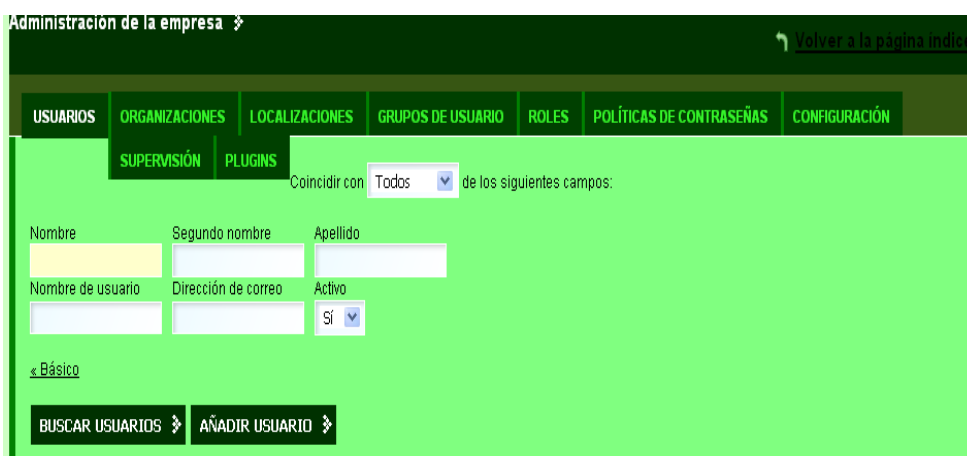 Administración de la empresa
Volver a la página índice
USUARIOS ORGANIZACIONES LOCALIZACIONES GRUPOS DE USUARIO ROLES POLÍTICAS DE CONTRASEÑAS CONFIGURACIÓN
SUPERVISIÓN PLUGINS
Coincidir con Todos de los siguientes campos:
Nombre Segundo nombre Apellido
Nombre de usuario Dirección de correo Activo
Sí
« Básico
BUSCAR USUARIOS AÑADIR USUARIO